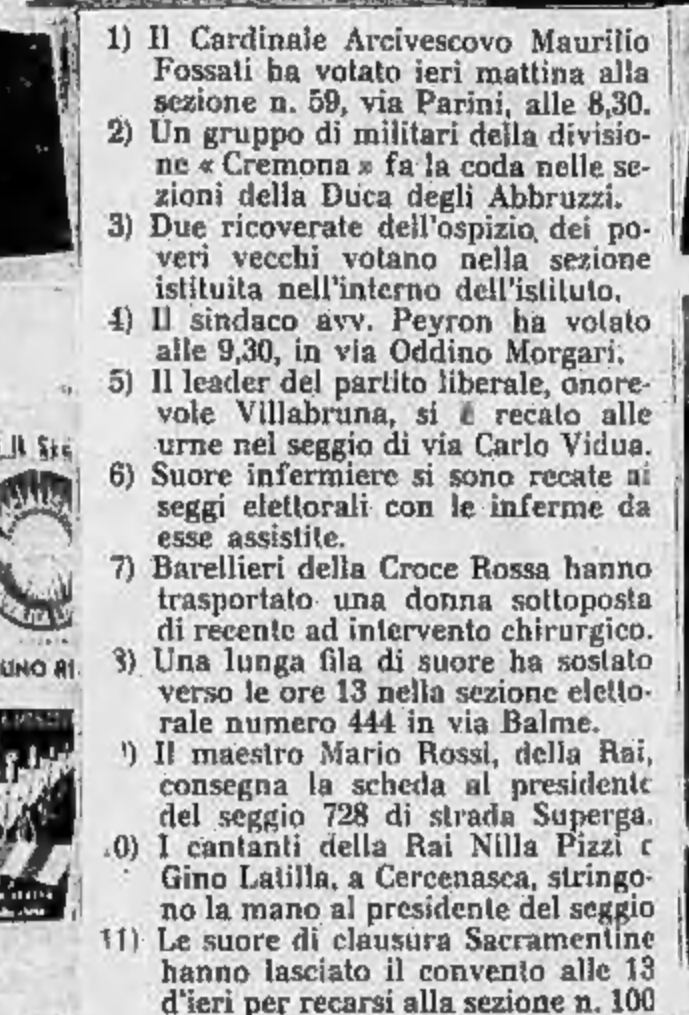 1) Il Cardinale Arcivescovo Maurilio
Fossati ha votato ieri mattina alla
sezione n. 59, via Parini, alle 8,30.
2) Un gruppo di militari della divisio-
ne « Cremona » fa la coda nelle se-
zioni della Duca degli Abbruzzi.
3) Due ricoverate dell'ospizio dei po-
veri vecchi votano nella sezione
istituita nell'interno dell'istituto.
4) Il sindaco avv. Peyron ha votato
alle 9,30, in via Oddino Morgari.
5) Il leader del partito liberale, onore-
vole Villabruna, si è recato alle
urne nel seggio di via Carlo Vidua.
6) Suore infermiere si sono recate ai
seggi elettorali con le inferme da
esse assistite.
7) Barellieri della Croce Rossa hanno
trasportato una donna sottoposta
di recente ad intervento chirurgico.
8) Una lunga fila di suore ha sostato
verso le ore 13 nella sezione eletto-
rale numero 444 in via Balme.
) Il maestro Mario Rossi, della Rai,
consegna la scheda al presidente
del seggio 728 di strada Superga.
0) I cantanti della Rai Nilla Pizzi e
Gino Latilla, a Cercenasca, stringo-
no la mano al presidente del seggio
11) Le suore di clausura Sacramentine
hanno lasciato il convento alle 13
d'ieri per recarsi alla sezione n. 100